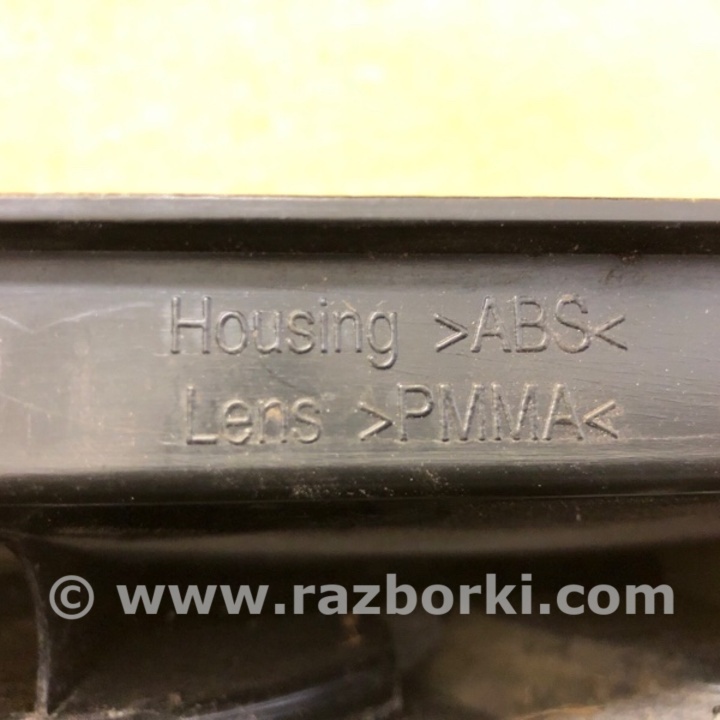 Housing >ABS<
Lens >PMMA<
© www.razborki.com